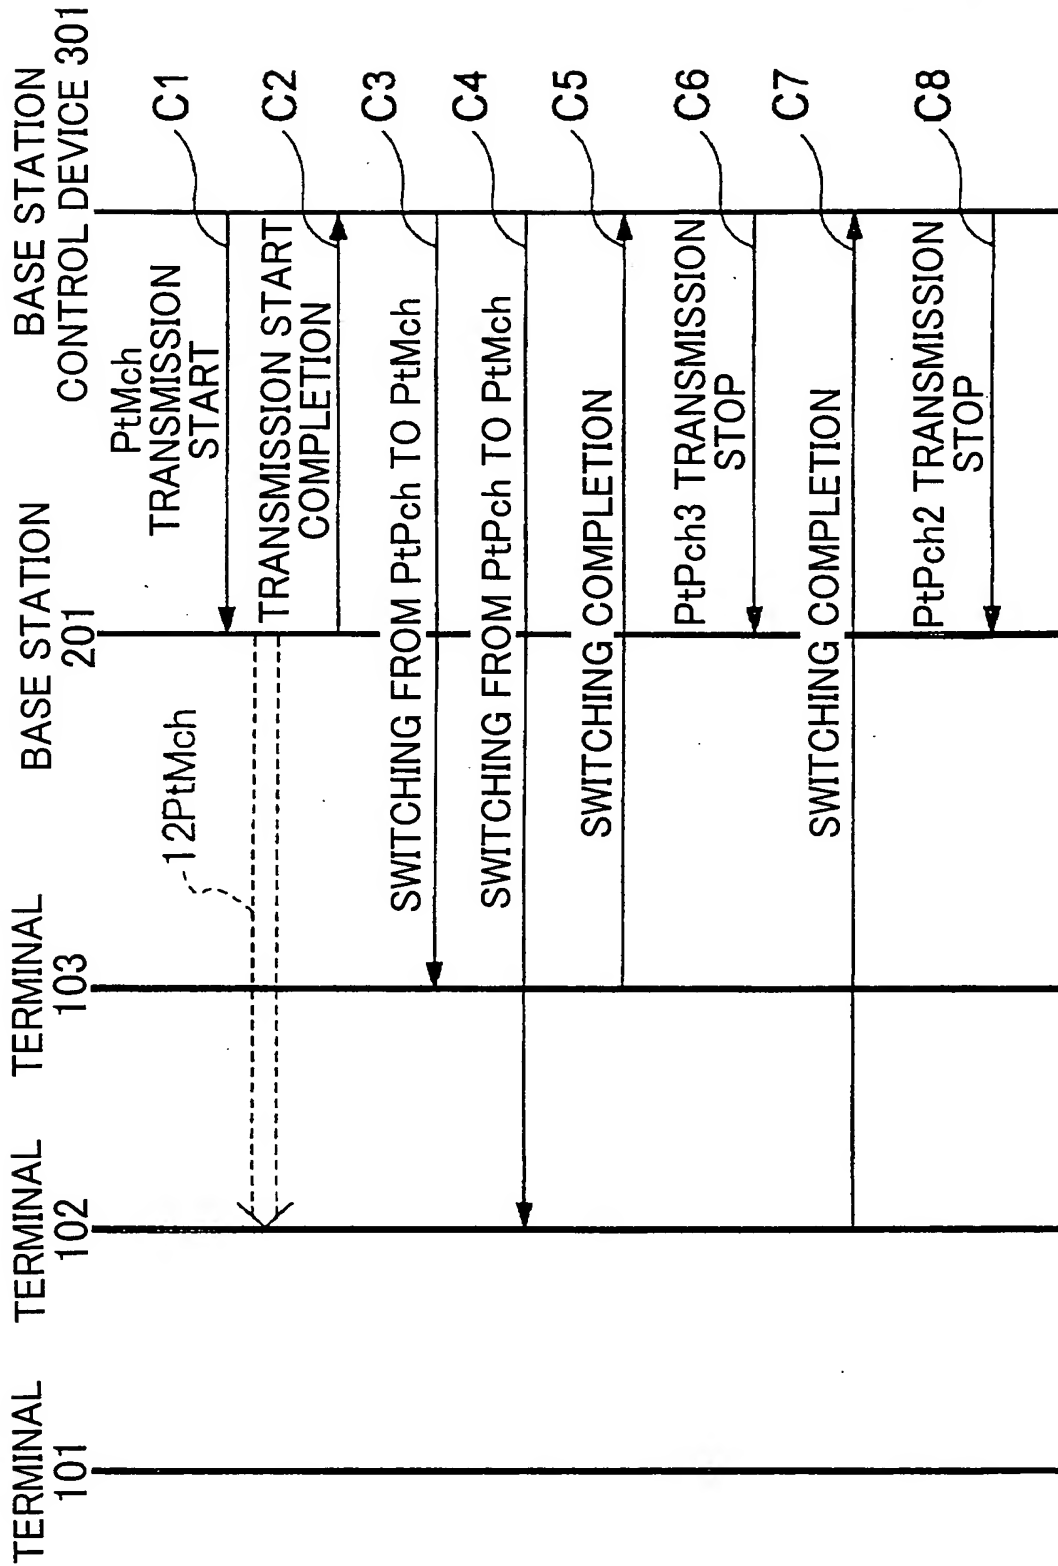 TERMINAL
101
TERMINAL
102
TERMINAL
103
BASE STATION
201
BASE STATION
CONTROL DEVICE 301
PtMch
TRANSMISSION
START
C1
12PtMch
TRANSMISSION START
COMPLETION
C2
SWITCHING FROM PtPch TO PtMch
C3
SWITCHING FROM PtPch TO PtMch
C4
SWITCHING COMPLETION
C5
PtPch3 TRANSMISSION
STOP
C6
SWITCHING COMPLETION
C7
PtPch2 TRANSMISSION
STOP
C8